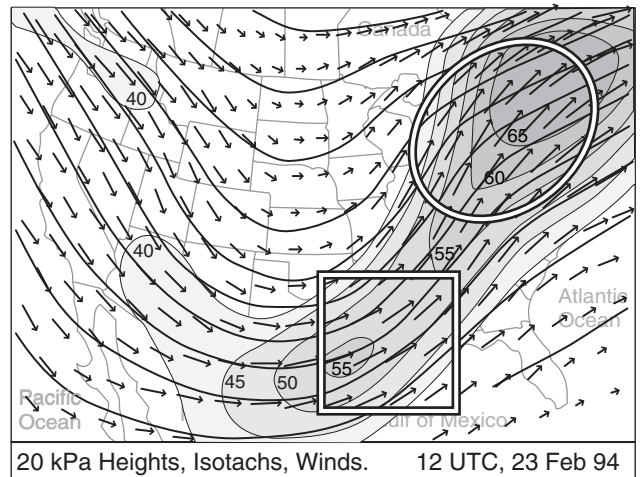 Canada
40
65
60
40
55
Atlantic
Ocean
55
45
50
Pacific
Ocean
ulf of Mexico
20 kPa Heights, Isotachs, Winds. 12 UTC, 23 Feb 94